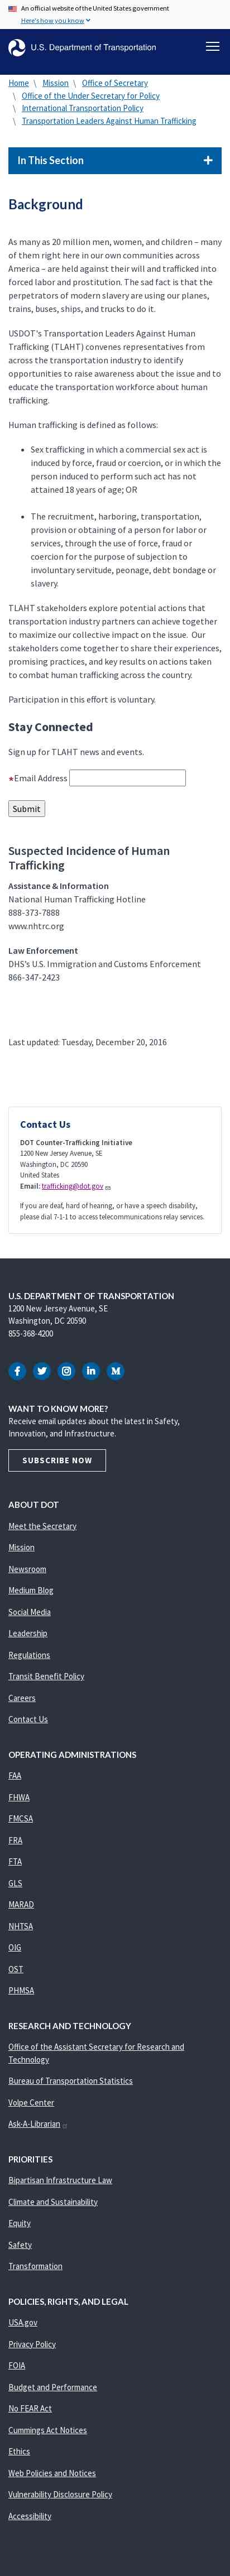 An official website of the United States government
Here's how you know
U.S. Department of Transportation
Home \ Mission \ Office of Secretary
\ Office of the Under Secretary for Policy
\ International Transportation Policy
\ Transportation Leaders Against Human Trafficking
In This Section +
Background
As many as 20 million men, women, and children – many
of them right here in our own communities across
America – are held against their will and trafficked into
forced labor and prostitution. The sad fact is that the
perpetrators of modern slavery are using our planes,
trains, buses, ships, and trucks to do it.
USDOT's Transportation Leaders Against Human
Trafficking (TLAHT) convenes representatives from
across the transportation industry to identify
opportunities to raise awareness about the issue and to
educate the transportation workforce about human
trafficking.
Human trafficking is defined as follows:
• Sex trafficking in which a commercial sex act is
induced by force, fraud or coercion, or in which the
person induced to perform such act has not
attained 18 years of age; OR
• The recruitment, harboring, transportation,
provision or obtaining of a person for labor or
services, through the use of force, fraud or
coercion for the purpose of subjection to
involuntary servitude, peonage, debt bondage or
slavery.
TLAHT stakeholders explore potential actions that
transportation industry partners can actively undertake
to communicate collective will on the issue. Our
stakeholders come together to share their experiences,
promising practices, and key results on actions taken
to combat human trafficking across the country.
Participation in this effort is voluntary.
Stay Connected
Sign up for TLAHT news and events.
*Email Address
Submit
Suspected Incidence of Human
Trafficking
Assistance & Information
National Human Trafficking Hotline
888-373-7888
www.nhtrc.org
Law Enforcement
DHS’s U.S. Immigration and Customs Enforcement
866-347-2423
Last updated: Tuesday, December 20, 2016
Contact Us
DOT Counter-Trafficking Initiative
1200 New Jersey Avenue, SE
Washington, DC 20590
United States
Email: trafficking@dot.gov
If you are deaf, hard of hearing, or have a speech disability,
please dial 7-1-1 to access telecommunications relay services.
U.S. DEPARTMENT OF TRANSPORTATION
1200 New Jersey Avenue, SE
Washington, DC 20590
855-368-4200
WANT TO KNOW MORE?
Receive email updates about the latest in Safety,
Innovation, and Infrastructure.
SUBSCRIBE NOW
ABOUT DOT
Meet the Secretary
Mission
Newsroom
Medium Blog
Social Media
Leadership
Regulations
Transit Benefit Policy
Careers
Contact Us
OPERATING ADMINISTRATIONS
FAA
FHWA
FMCSA
FRA
FTA
GLS
MARAD
NHTSA
OIG
OST
PHMSA
RESEARCH AND TECHNOLOGY
Office of the Assistant Secretary for Research and
Technology
Bureau of Transportation Statistics
Volpe Center
Ask-A-Librarian
PRIORITIES
Bipartisan Infrastructure Law
Climate and Sustainability
Equity
Safety
Transformation
POLICIES, RIGHTS, AND LEGAL
USA.gov
Privacy Policy
FOIA
Budget and Performance
No FEAR Act
Cummings Act Notices
Ethics
Web Policies and Notices
Vulnerability Disclosure Policy
Accessibility